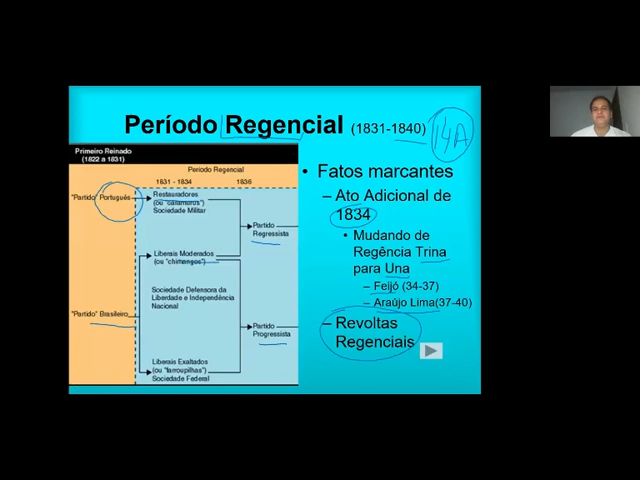 Período Regencial (1831-1840)
14A
Primeiro Reinado
(1822 a 1831)
Período Regencial
1831 - 1834
1836
"Partido" Português
Restauradores
(ou "caramurus")
Sociedade Militar
Partido
Regressista
Liberais Moderados
(ou "chimangos")
Sociedade Defensora da
Liberdade e Independência
Nacional
"Partido" Brasileiro
Partido
Progressista
Liberais Exaltados
(ou "farroupilhas")
Sociedade Federal
• Fatos marcantes
– Ato Adicional de
1834
• Mudando de
Regência Trina
para Una
– Feijó (34-37)
– Araújo Lima(37-40)
– Revoltas
Regenciais